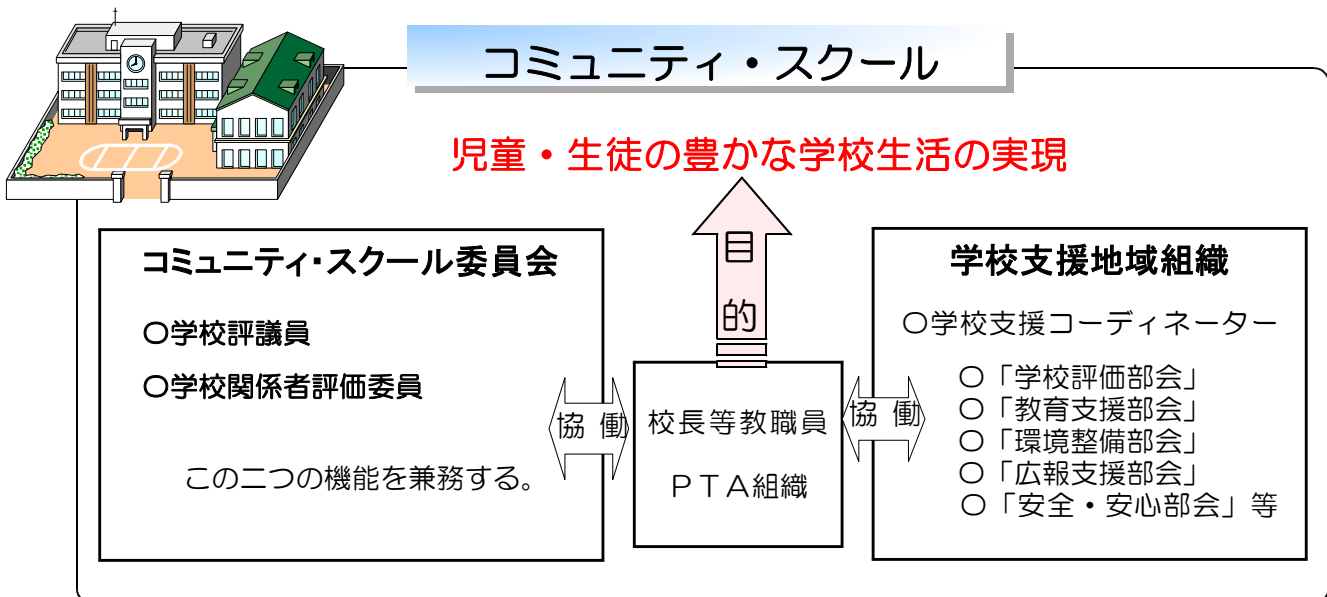 コミュニティ・スクール
児童・生徒の豊かな学校生活の実現
コミュニティ・スクール委員会
〇学校評議員
〇学校関係者評価委員
この二つの機能を兼務する。
協 働
目
的
校長等教職員
ＰＴＡ組織
協 働
学校支援地域組織
〇学校支援コーディネーター
〇「学校評価部会」
〇「教育支援部会」
〇「環境整備部会」
〇「広報支援部会」
〇「安全・安心部会」等